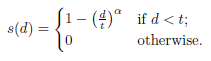 s(d) = { 1 − (d/t)^α if d < t;
0 otherwise.